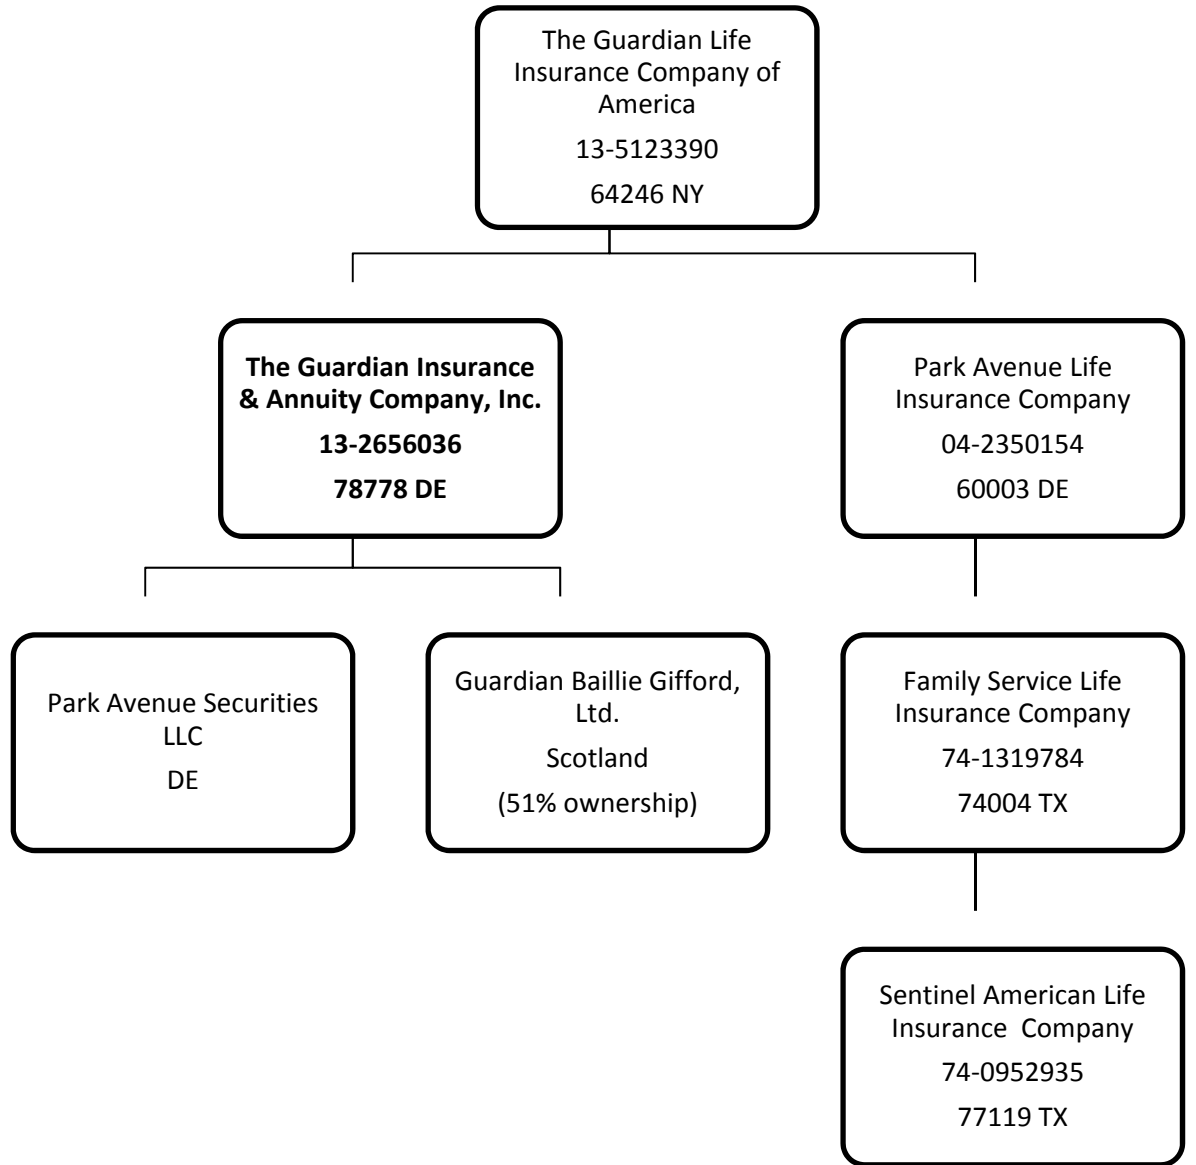 The Guardian Life
Insurance Company of
America
13-5123390
64246 NY
The Guardian Insurance
& Annuity Company, Inc.
13-2656036
78778 DE
Park Avenue Life
Insurance Company
04-2350154
60003 DE
Park Avenue Securities
LLC
DE
Guardian Baillie Gifford,
Ltd.
Scotland
(51% ownership)
Family Service Life
Insurance Company
74-1319784
74004 TX
Sentinel American Life
Insurance Company
74-0952935
77119 TX